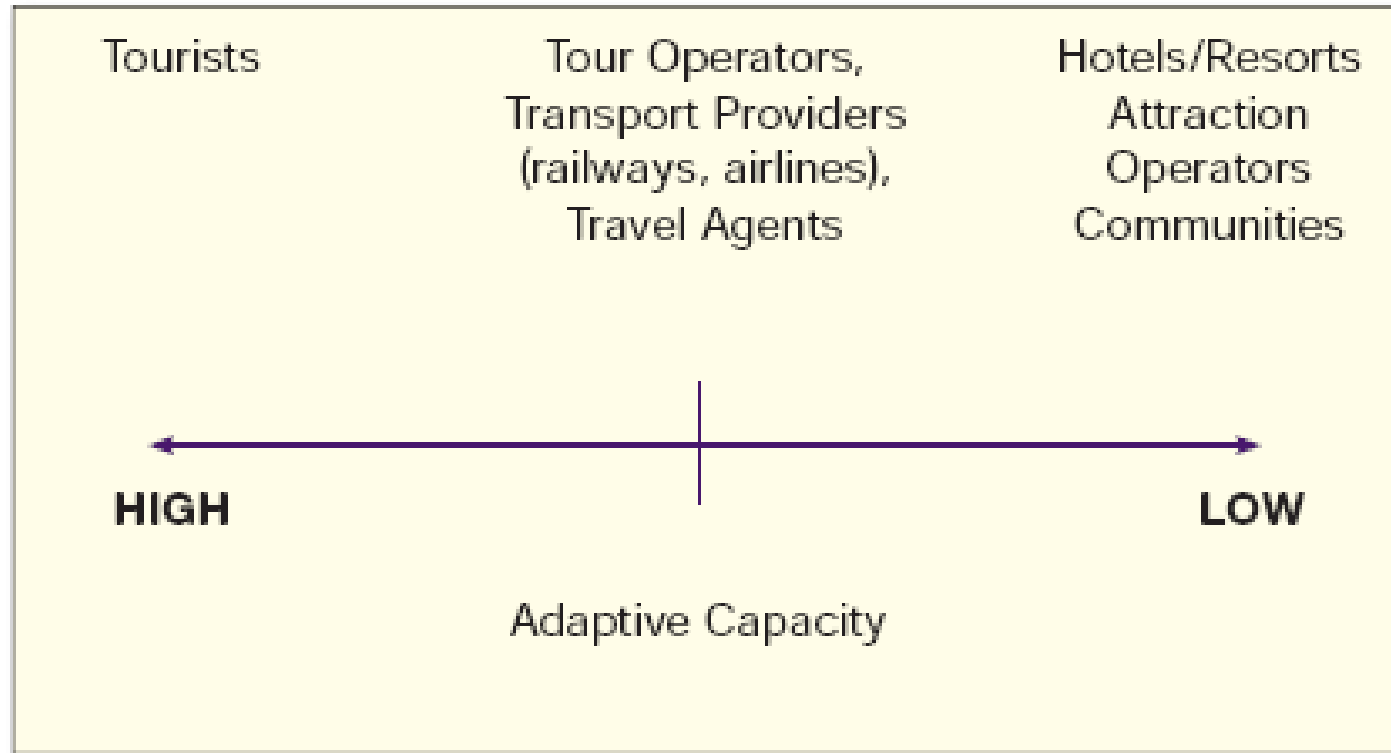 Tourists
Tour Operators,
Transport Providers
(railways, airlines),
Travel Agents
Hotels/Resorts
Attraction
Operators
Communities
HIGH
LOW
Adaptive Capacity